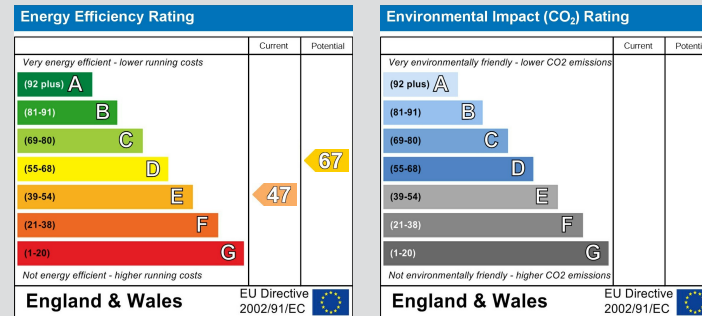 Energy Efficiency Rating
Current Potential
Very energy efficient - lower running costs
(92 plus) A
(81-91) B
(69-80) C
(55-68) D
67
(39-54) E
47
(21-38) F
(1-20) G
Not energy efficient - higher running costs
England & Wales
EU Directive
2002/91/EC
Environmental Impact (CO₂) Rating
Current Potenti
Very environmentally friendly - lower CO2 emissions
(92 plus) A
(81-91) B
(69-80) C
(55-68) D
(39-54) E
(21-38) F
(1-20) G
Not environmentally friendly - higher CO2 emissions
England & Wales
EU Directive
2002/91/EC